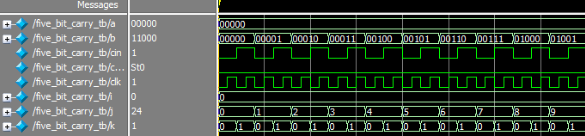 Messages
/five_bit_carry_tb/a 00000 00000
/five_bit_carry_tb/b 11000 00000 00001 00010 00011 00100 00101 00110 00111 01000 01001
/five_bit_carry_tb/cin 1
/five_bit_carry_tb/c... St0
/five_bit_carry_tb/clk 1
/five_bit_carry_tb/i 0 0
/five_bit_carry_tb/j 24 0 1 2 3 4 5 6 7 8 9
/five_bit_carry_tb/k 1 0 1 0 1 0 1 0 1 0 1 0 1 0 1 0 1 0 1 0 1